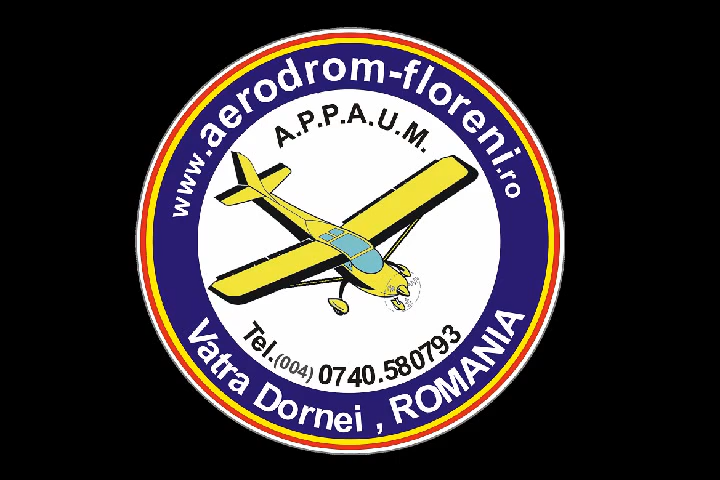 www.aerodrom-floreni.ro
A.P.P.A.U.M.
Tel.(004) 0740.580793
Vatra Dornei , ROMANIA